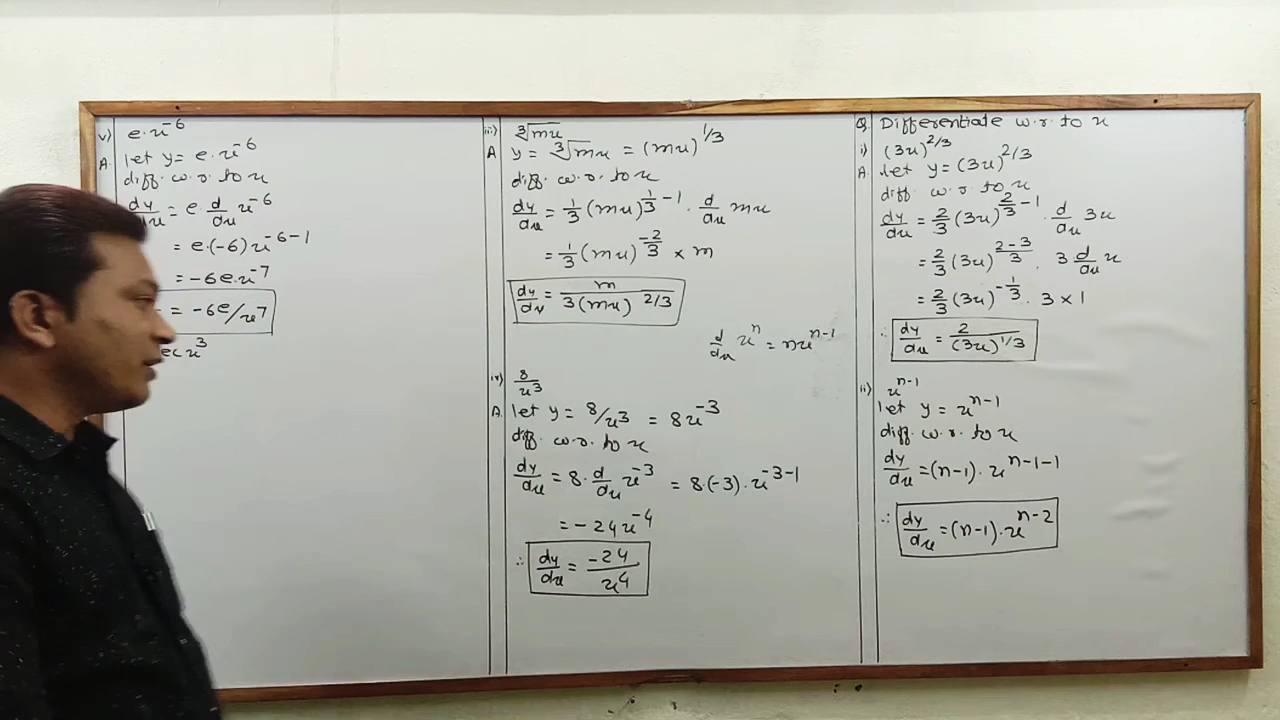 v) e·x⁻⁶
A. let y = e·x⁻⁶
diff. w.r. to x
dy/dx = e d/dx x⁻⁶
= e·(-6)x⁻⁶⁻¹
= -6e·x⁻⁷
= -6e/x⁷
ec x³
iii) ∛mx
A y = ∛mx = (mx)^1/3
diff. w.r. to x
dy/dx = 1/3 (mx)^(1/3 - 1) · d/dx mx
= 1/3 (mx)^(-2/3) × m
dy/dx = m / 3(mx)^2/3
d/dx xⁿ = nxⁿ⁻¹
iv) 8/x³
A. let y = 8/x³ = 8x⁻³
diff. w.r. to x
dy/dx = 8· d/dx x⁻³ = 8·(-3)·x⁻³⁻¹
= -24x⁻⁴
∴ dy/dx = -24/x⁴
Q. Differentiate w.r. to x
i) (3x)^2/3
A. let y = (3x)^2/3
diff w.r. to x
dy/dx = 2/3 (3x)^(2/3 - 1) · d/dx 3x
= 2/3 (3x)^((2-3)/3) · 3 d/dx x
= 2/3 (3x)^(-1/3) · 3 × 1
∴ dy/dx = 2/(3x)^1/3
ii) xⁿ⁻¹
let y = xⁿ⁻¹
diff. w.r. to x
dy/dx = (n-1)· xⁿ⁻¹⁻¹
∴ dy/dx = (n-1)· xⁿ⁻²